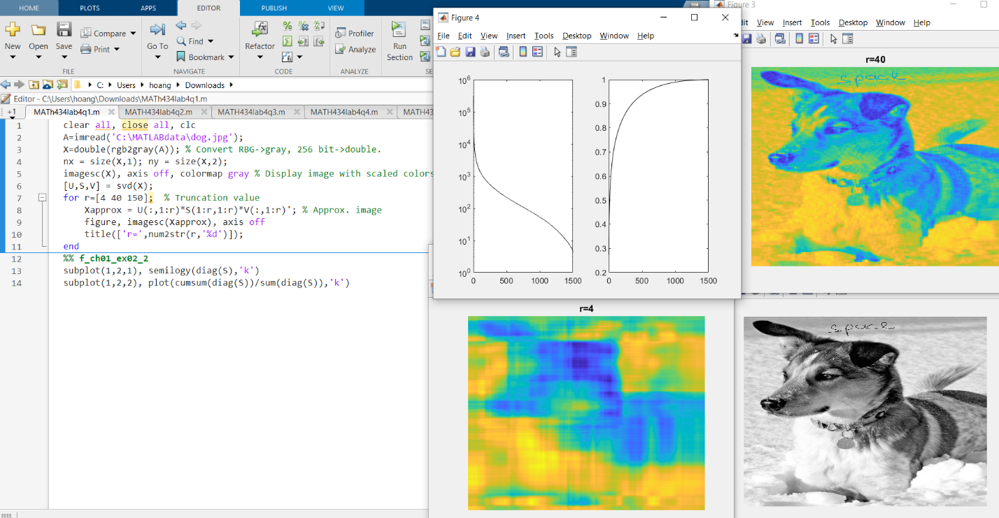 HOME PLOTS APPS EDITOR PUBLISH VIEW
New Open Save Compare Print Go To Find Bookmark Refactor Profiler Analyze Run Section
FILE NAVIGATE CODE ANALYZE
C: Users hoang Downloads
Editor - C:\Users\hoang\Downloads\MATh434lab4q1.m
+1 MATh434lab4q1.m MATH434lab4q2.m MATH434lab4q3.m MATH434lab4q4.m MATH43
1 clear all, close all, clc
2 A=imread('C:\MATLABdata\dog.jpg');
3 X=double(rgb2gray(A)); % Convert RBG->gray, 256 bit->double.
4 nx = size(X,1); ny = size(X,2);
5 imagesc(X), axis off, colormap gray % Display image with scaled colors
6 [U,S,V] = svd(X);
7 for r=[4 40 150]; % Truncation value
8 Xapprox = U(:,1:r)*S(1:r,1:r)*V(:,1:r)'; % Approx. image
9 figure, imagesc(Xapprox), axis off
10 title(['r=',num2str(r,'%d')]);
11 end
12 %% f_ch01_ex02_2
13 subplot(1,2,1), semilogy(diag(S),'k')
14 subplot(1,2,2), plot(cumsum(diag(S))/sum(diag(S)),'k')
Figure 4
File Edit View Insert Tools Desktop Window Help
10^6
10^5
10^4
10^3
10^2
10^1
10^0
0 500 1000 1500
1
0.9
0.8
0.7
0.6
0.5
0.4
0.3
0.2
0 500 1000 1500
Figure 3
dit View Insert Tools Desktop Window Help
r=40
r=4